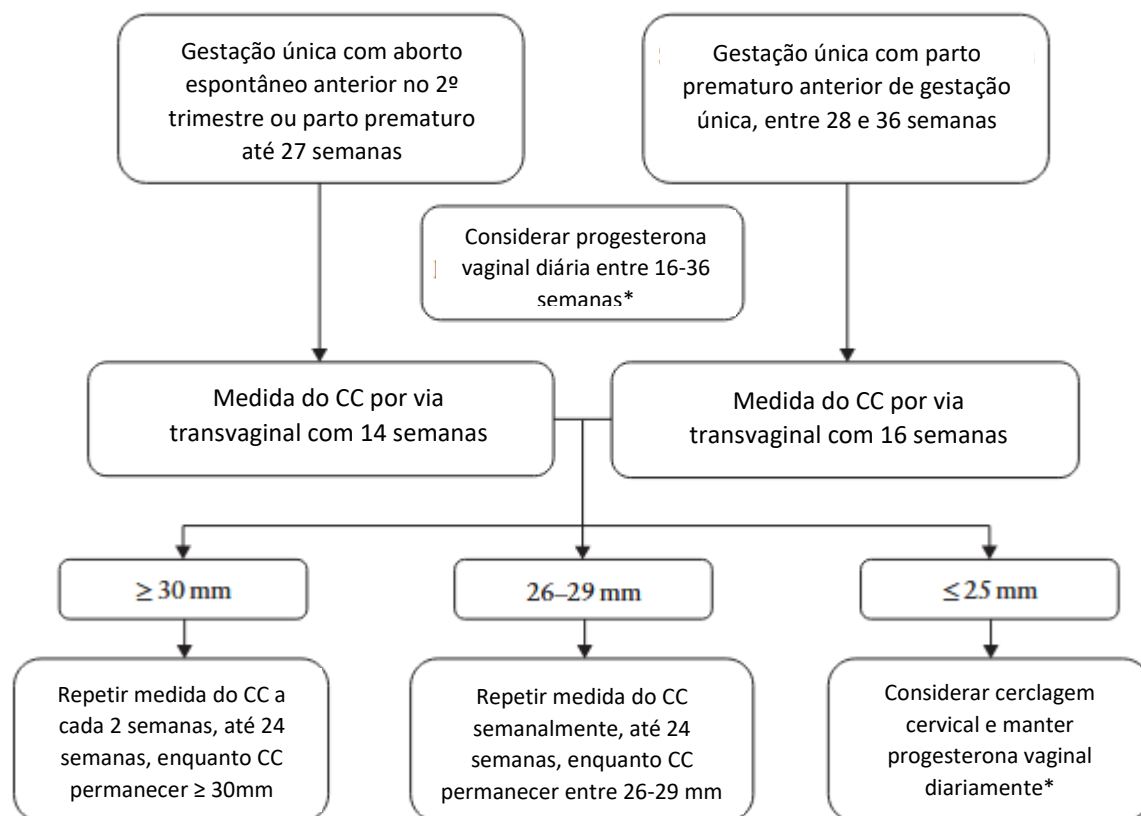 Gestação única com aborto
espontâneo anterior no 2º
trimestre ou parto prematuro
até 27 semanas
Gestação única com parto
prematuro anterior de gestação
única, entre 28 e 36 semanas
Considerar progesterona
vaginal diária entre 16-36
semanas*
Medida do CC por via
transvaginal com 14 semanas
Medida do CC por via
transvaginal com 16 semanas
≥ 30 mm
26–29 mm
≤ 25 mm
Repetir medida do CC a
cada 2 semanas, até 24
semanas, enquanto CC
permanecer ≥ 30mm
Repetir medida do CC
semanalmente, até 24
semanas, enquanto CC
permanecer entre 26-29 mm
Considerar cerclagem
cervical e manter
progesterona vaginal
diariamente*